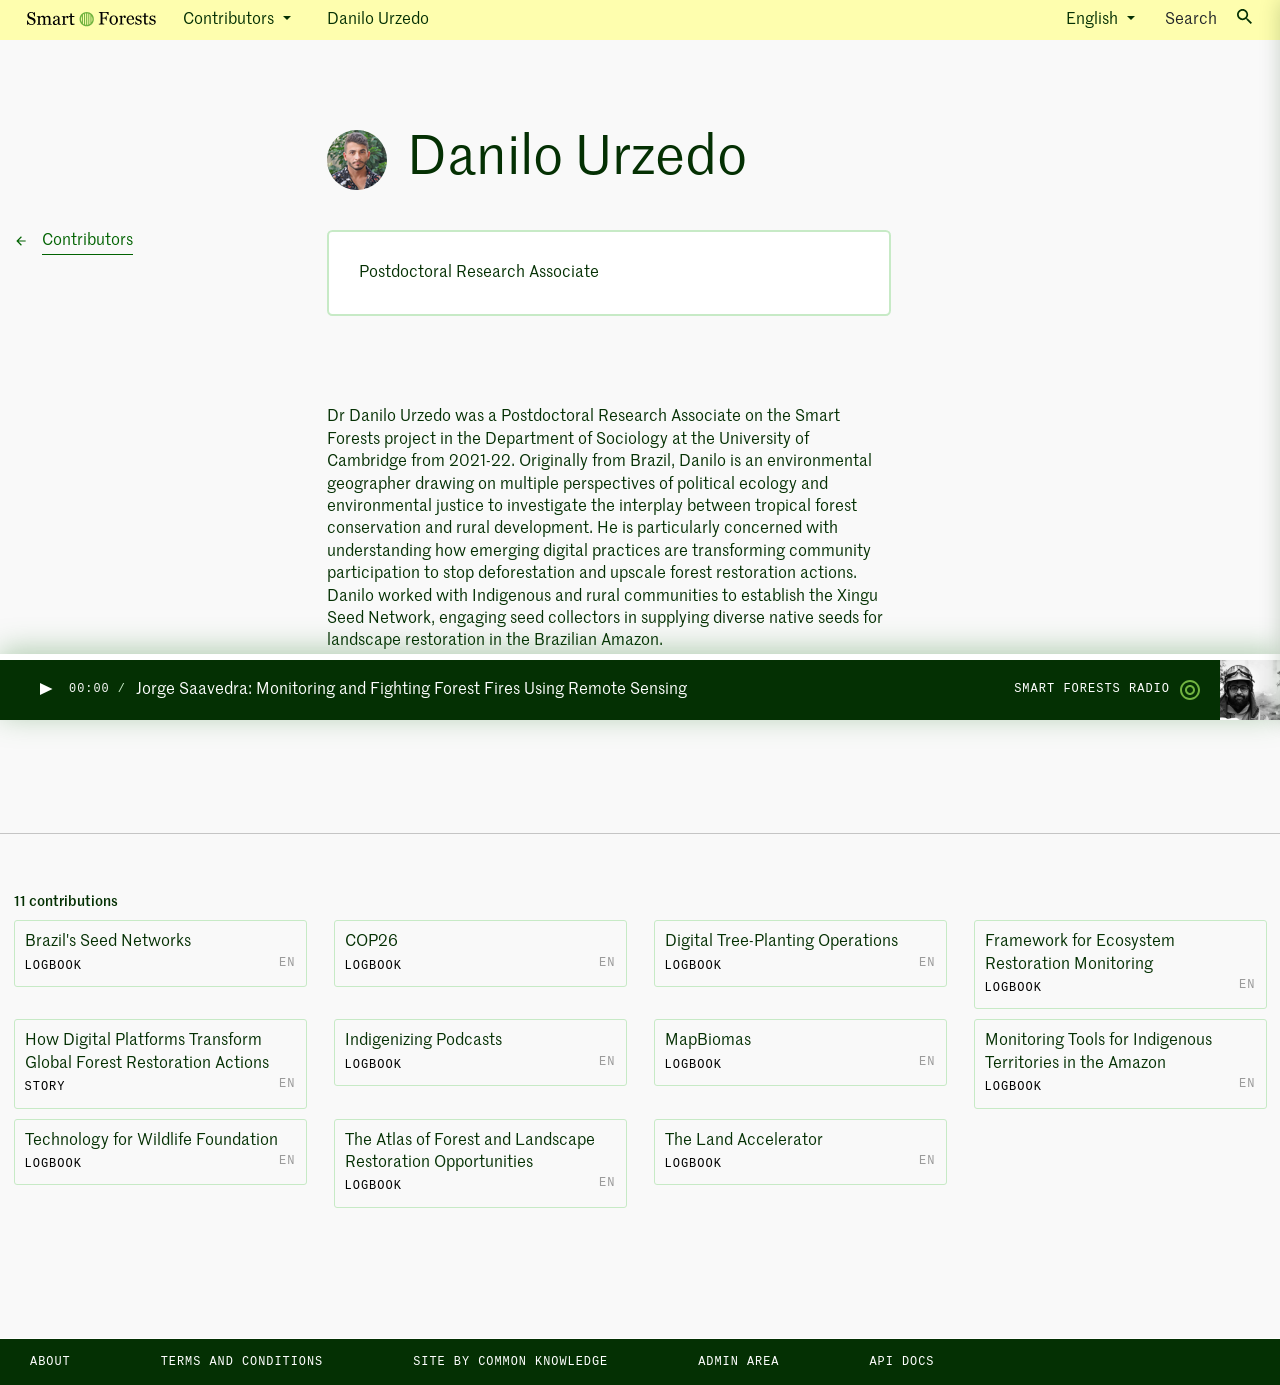 Smart Forests Contributors Danilo Urzedo English Search
Danilo Urzedo
← Contributors
Postdoctoral Research Associate
Dr Danilo Urzedo was a Postdoctoral Research Associate on the Smart
Forests project in the Department of Sociology at the University of
Cambridge from 2021-22. Originally from Brazil, Danilo is an environmental
geographer drawing on multiple perspectives of political ecology and
environmental justice to investigate the interplay between tropical forest
conservation and rural development. He is particularly concerned with
understanding how emerging digital practices are transforming community
participation to stop deforestation and upscale forest restoration actions.
Danilo worked with Indigenous and rural communities to establish the Xingu
Seed Network, engaging seed collectors in supplying diverse native seeds for
landscape restoration in the Brazilian Amazon.
00:00 / Jorge Saavedra: Monitoring and Fighting Forest Fires Using Remote Sensing SMART FORESTS RADIO
11 contributions
Brazil's Seed Networks
LOGBOOK EN
COP26
LOGBOOK EN
Digital Tree-Planting Operations
LOGBOOK EN
Framework for Ecosystem
Restoration Monitoring
LOGBOOK EN
How Digital Platforms Transform
Global Forest Restoration Actions
STORY EN
Indigenizing Podcasts
LOGBOOK EN
MapBiomas
LOGBOOK EN
Monitoring Tools for Indigenous
Territories in the Amazon
LOGBOOK EN
Technology for Wildlife Foundation
LOGBOOK EN
The Atlas of Forest and Landscape
Restoration Opportunities
LOGBOOK EN
The Land Accelerator
LOGBOOK EN
ABOUT TERMS AND CONDITIONS SITE BY COMMON KNOWLEDGE ADMIN AREA API DOCS